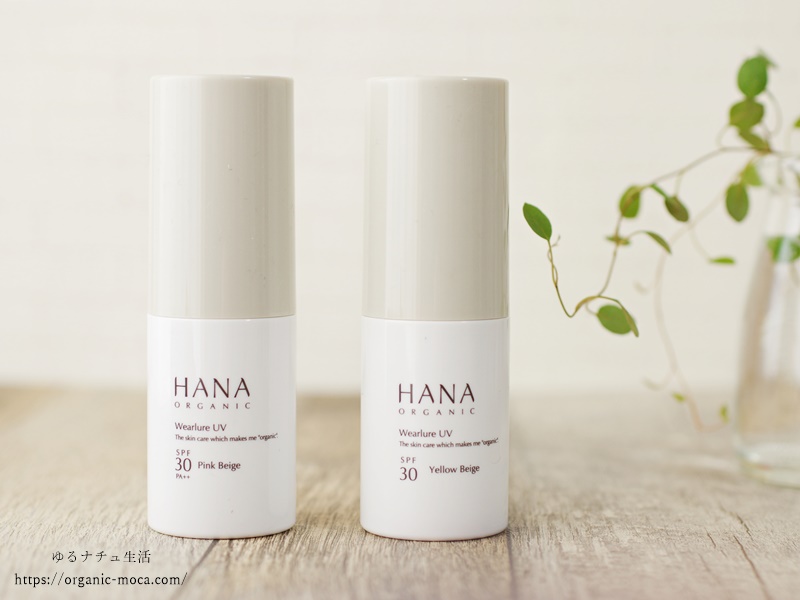 HANA
ORGANIC
Wearlure UV
The skin care which makes me "organic".
SPF
30 Pink Beige
PA++
HANA
ORGANIC
Wearlure UV
The skin care which makes me "organic".
SPF
30 Yellow Beige
ゆるナチュ生活
https://organic-moca.com/